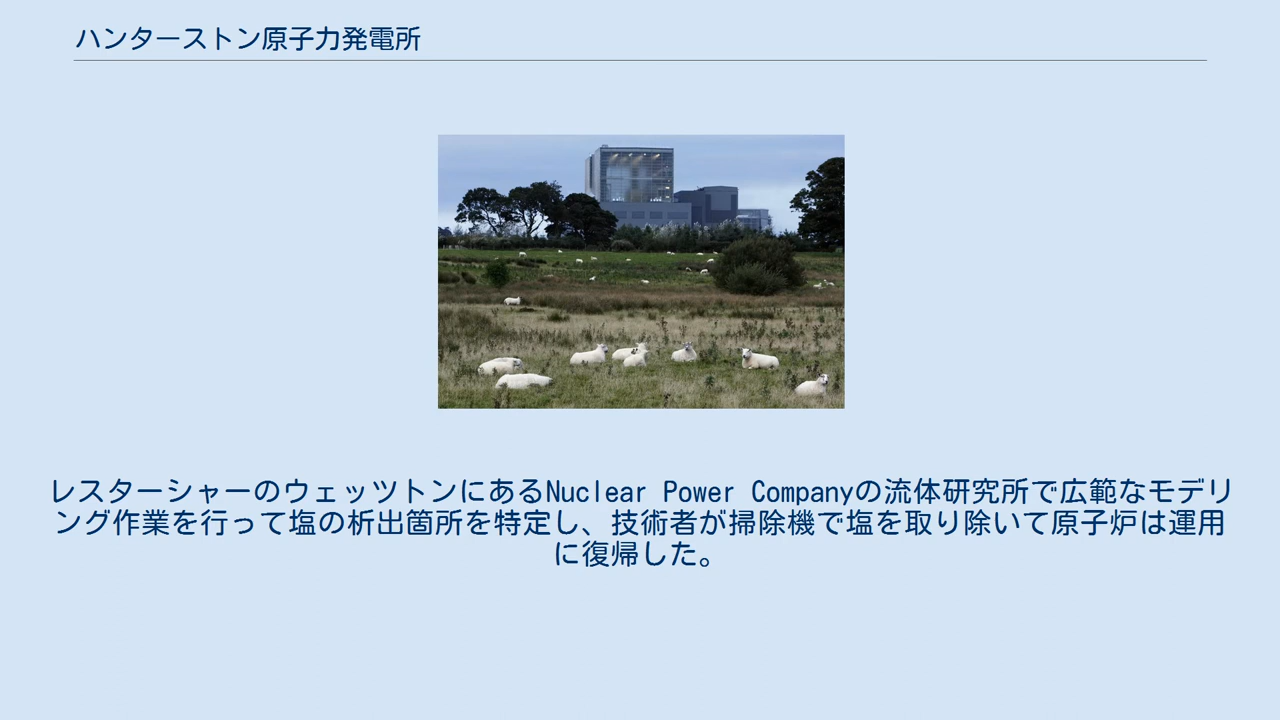 ハンターストン原子力発電所
レスターシャーのウェッツトンにあるNuclear Power Companyの流体研究所で広範なモデリ
ング作業を行って塩の析出箇所を特定し、技術者が掃除機で塩を取り除いて原子炉は運用
に復帰した。